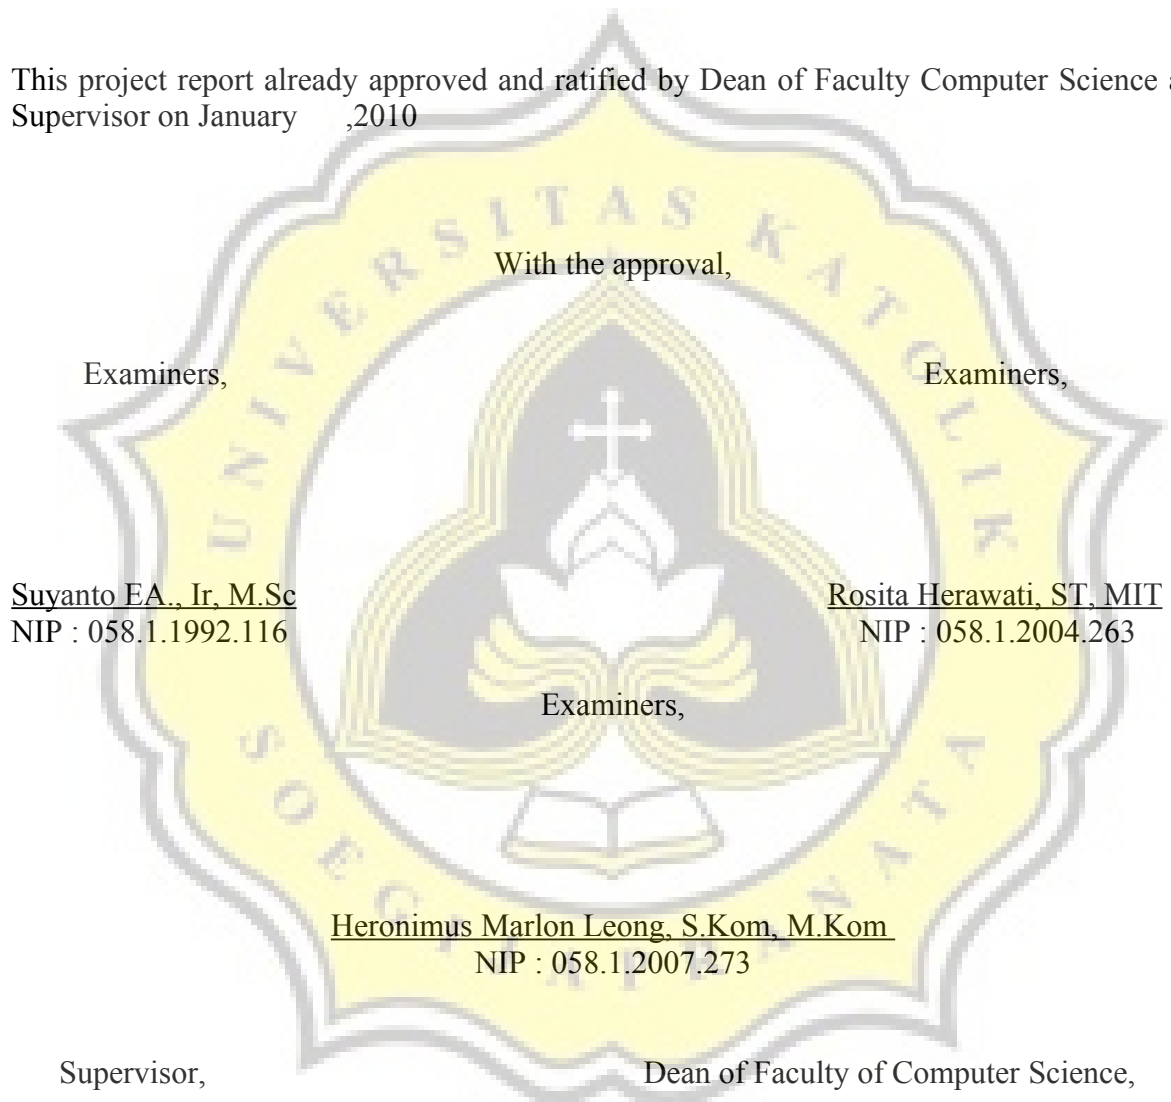 This project report already approved and ratified by Dean of Faculty Computer Science
Supervisor on January ,2010
UNIVERSITAS KATOLIK
With the approval,
Examiners, Examiners,
Suyanto EA., Ir, M.Sc Rosita Herawati, ST, MIT
NIP : 058.1.1992.116 NIP : 058.1.2004.263
Examiners,
SOEGIJAPRANATA
Heronimus Marlon Leong, S.Kom, M.Kom
NIP : 058.1.2007.273
Supervisor, Dean of Faculty of Computer Science,